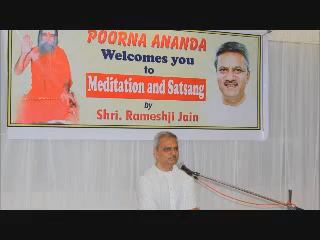 POORNA ANANDA
Welcomes you
to
Meditation and Satsang
by
Shri. Rameshji Jain